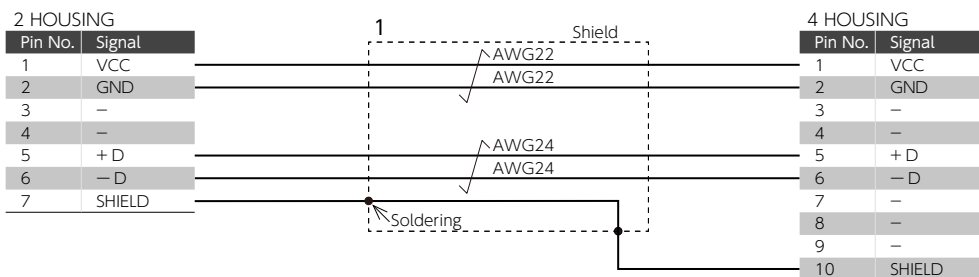 2 HOUSING
Pin No. Signal
1 VCC
2 GND
3 −
4 −
5 + D
6 − D
7 SHIELD
1
Shield
AWG22
AWG22
AWG24
AWG24
Soldering
4 HOUSING
Pin No. Signal
1 VCC
2 GND
3 −
4 −
5 + D
6 − D
7 −
8 −
9 −
10 SHIELD